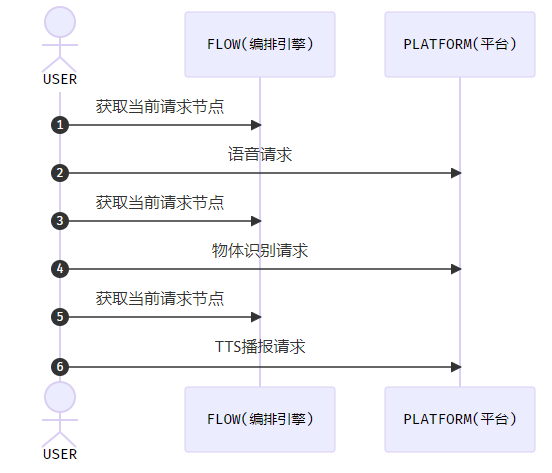 USER
FLOW(编排引擎)
PLATFORM(平台)
获取当前请求节点
1
语音请求
2
获取当前请求节点
3
物体识别请求
4
获取当前请求节点
5
TTS播报请求
6
USER
FLOW(编排引擎)
PLATFORM(平台)